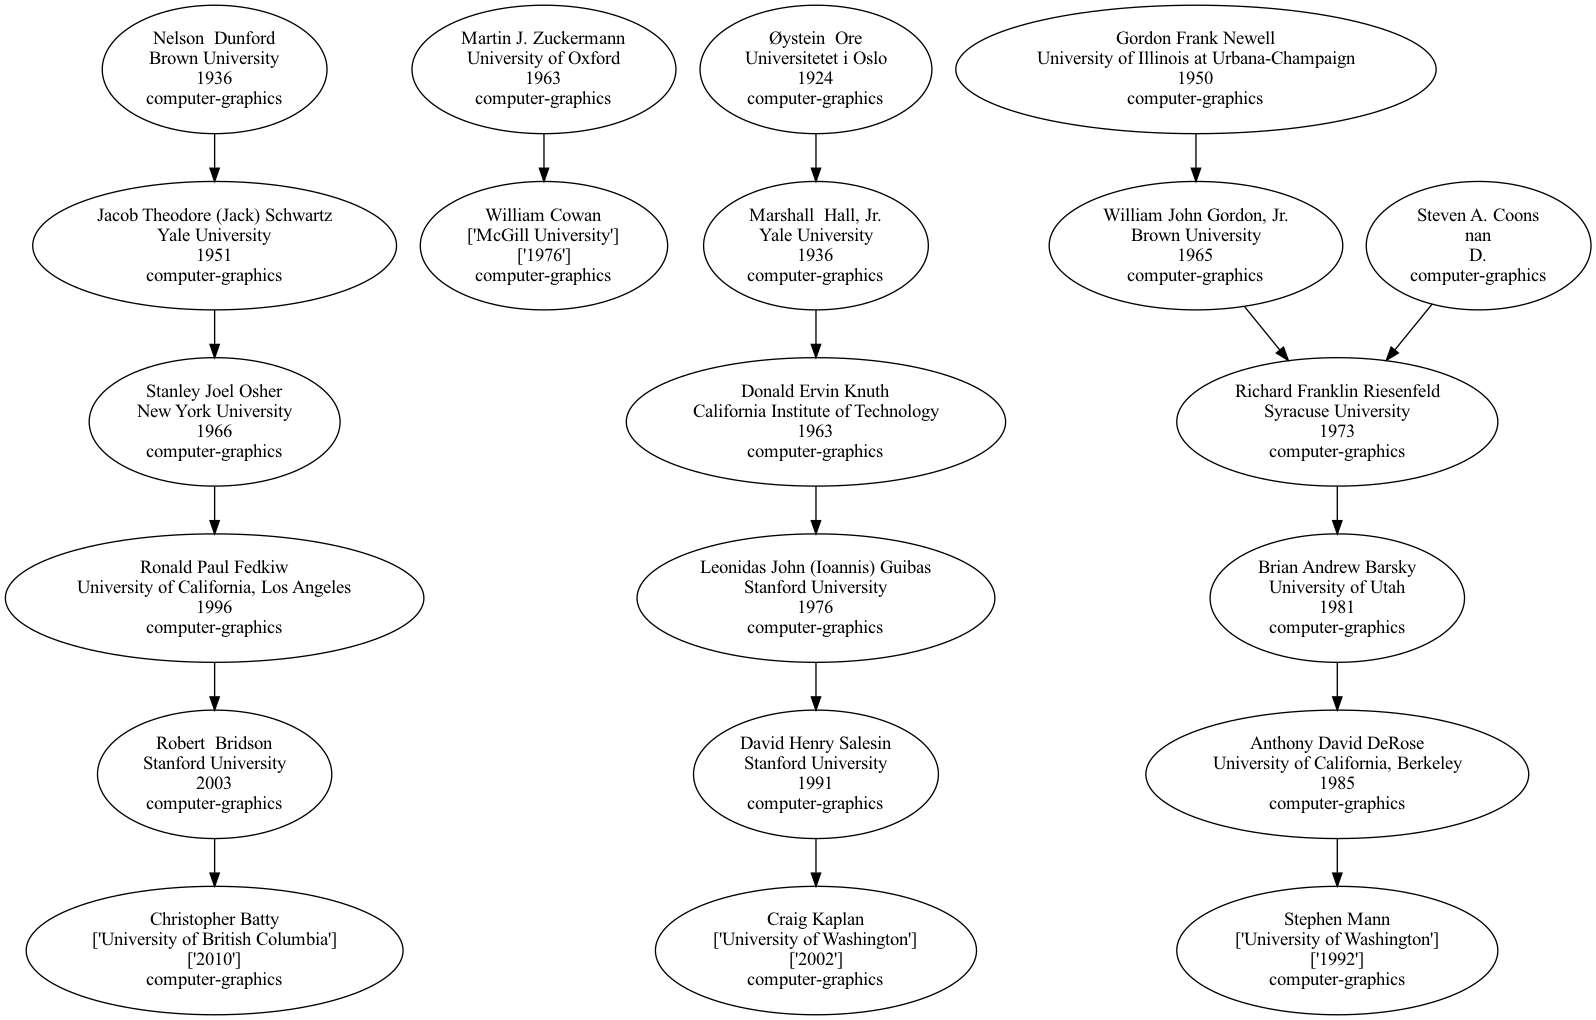 Nelson  Dunford
Brown University
1936
computer-graphics
Martin J. Zuckermann
University of Oxford
1963
computer-graphics
Øystein  Ore
Universitetet i Oslo
1924
computer-graphics
Gordon Frank Newell
University of Illinois at Urbana-Champaign
1950
computer-graphics
Jacob Theodore (Jack) Schwartz
Yale University
1951
computer-graphics
William Cowan
['McGill University']
['1976']
computer-graphics
Marshall  Hall, Jr.
Yale University
1936
computer-graphics
William John Gordon, Jr.
Brown University
1965
computer-graphics
Steven A. Coons
nan
D.
computer-graphics
Stanley Joel Osher
New York University
1966
computer-graphics
Donald Ervin Knuth
California Institute of Technology
1963
computer-graphics
Richard Franklin Riesenfeld
Syracuse University
1973
computer-graphics
Ronald Paul Fedkiw
University of California, Los Angeles
1996
computer-graphics
Leonidas John (Ioannis) Guibas
Stanford University
1976
computer-graphics
Brian Andrew Barsky
University of Utah
1981
computer-graphics
Robert  Bridson
Stanford University
2003
computer-graphics
David Henry Salesin
Stanford University
1991
computer-graphics
Anthony David DeRose
University of California, Berkeley
1985
computer-graphics
Christopher Batty
['University of British Columbia']
['2010']
computer-graphics
Craig Kaplan
['University of Washington']
['2002']
computer-graphics
Stephen Mann
['University of Washington']
['1992']
computer-graphics